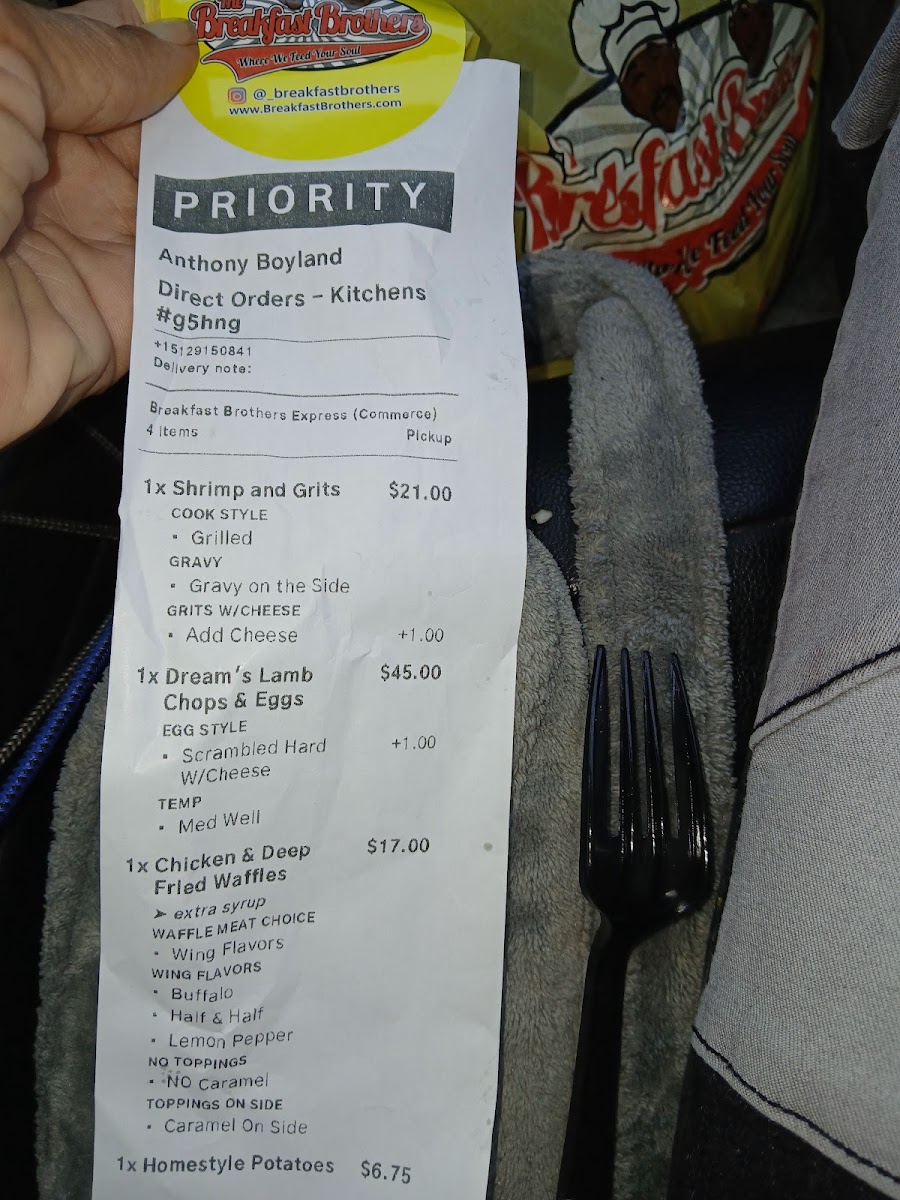 The
Breakfast Brothers
Where We Feed Your Soul
@_breakfastbrothers
www.BreakfastBrothers.com
PRIORITY
Anthony Boyland
Direct Orders – Kitchens
#g5hng
+15129150841
Delivery note:
Breakfast Brothers Express (Commerce)
4 Items Pickup
1x Shrimp and Grits $21.00
COOK STYLE
• Grilled
GRAVY
• Gravy on the Side
GRITS W/CHEESE
• Add Cheese +1.00
1x Dream's Lamb $45.00
Chops & Eggs
EGG STYLE
• Scrambled Hard +1.00
W/Cheese
TEMP
• Med Well
1x Chicken & Deep $17.00
Fried Waffles
➤ extra syrup
WAFFLE MEAT CHOICE
• Wing Flavors
WING FLAVORS
• Buffalo
• Half & Half
• Lemon Pepper
NO TOPPINGS
• NO Caramel
TOPPINGS ON SIDE
• Caramel On Side
1x Homestyle Potatoes $6.75
Breakfast
Feed Your Soul